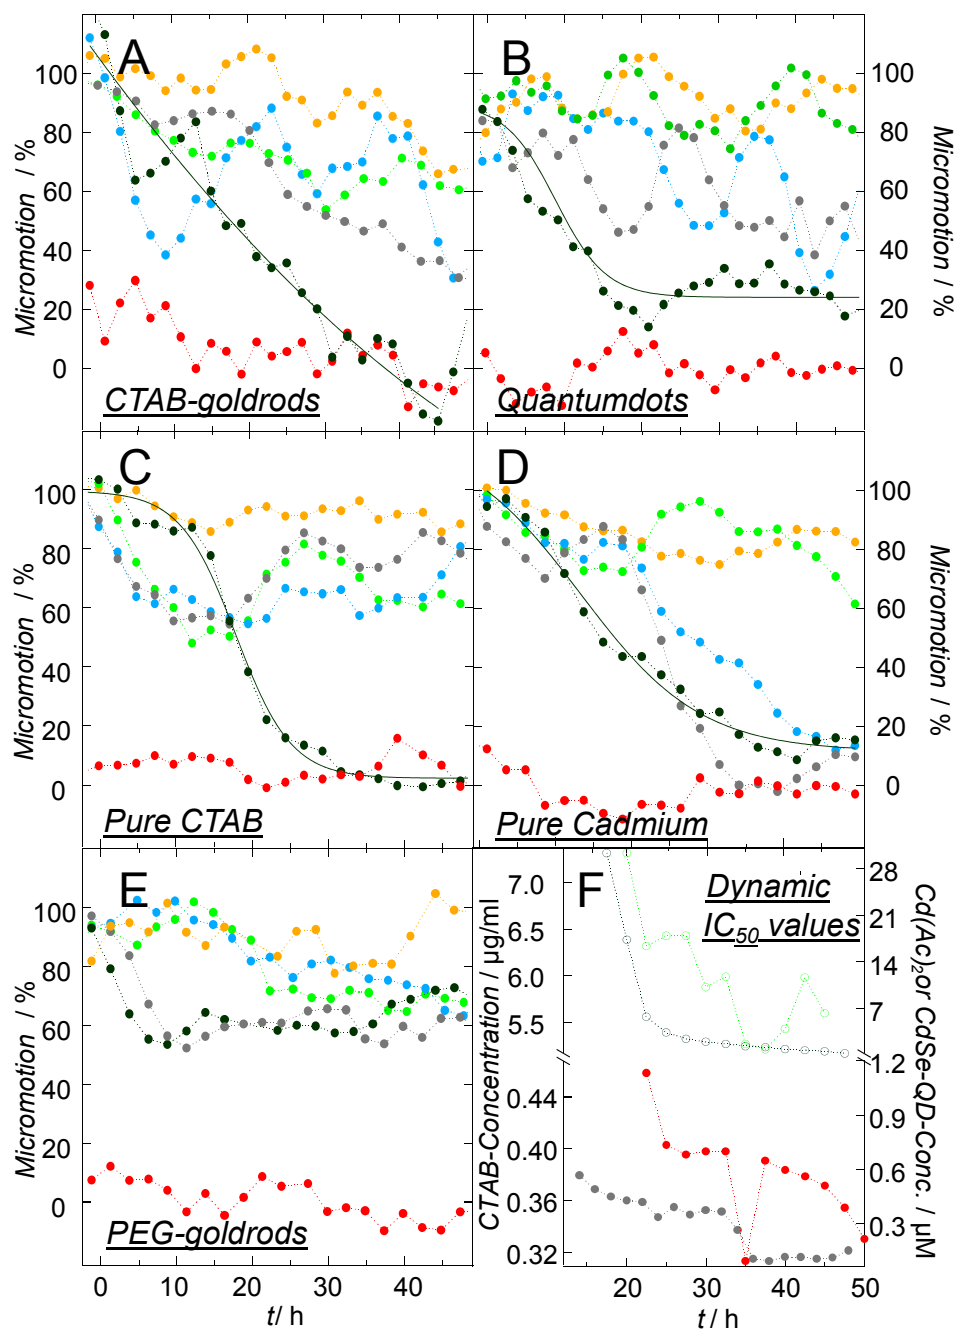 A
B
100
80
60
40
20
0
Micromotion / %
100
80
60
40
20
0
Micromotion / %
CTAB-goldrods
Quantumdots
C
D
100
80
60
40
20
0
Micromotion / %
100
80
60
40
20
0
Micromotion / %
Pure CTAB
Pure Cadmium
E
100
80
60
40
20
0
Micromotion / %
PEG-goldrods
0
10
20
30
40
t/ h
F
Dynamic
IC50 values
7.0
6.5
6.0
5.5
0.44
0.40
0.36
0.32
CTAB-Concentration / µg/ml
28
21
14
7
1.2
0.9
0.6
0.3
Cd(Ac)2or CdSe-QD-Conc. / µM
20
30
40
50
t / h